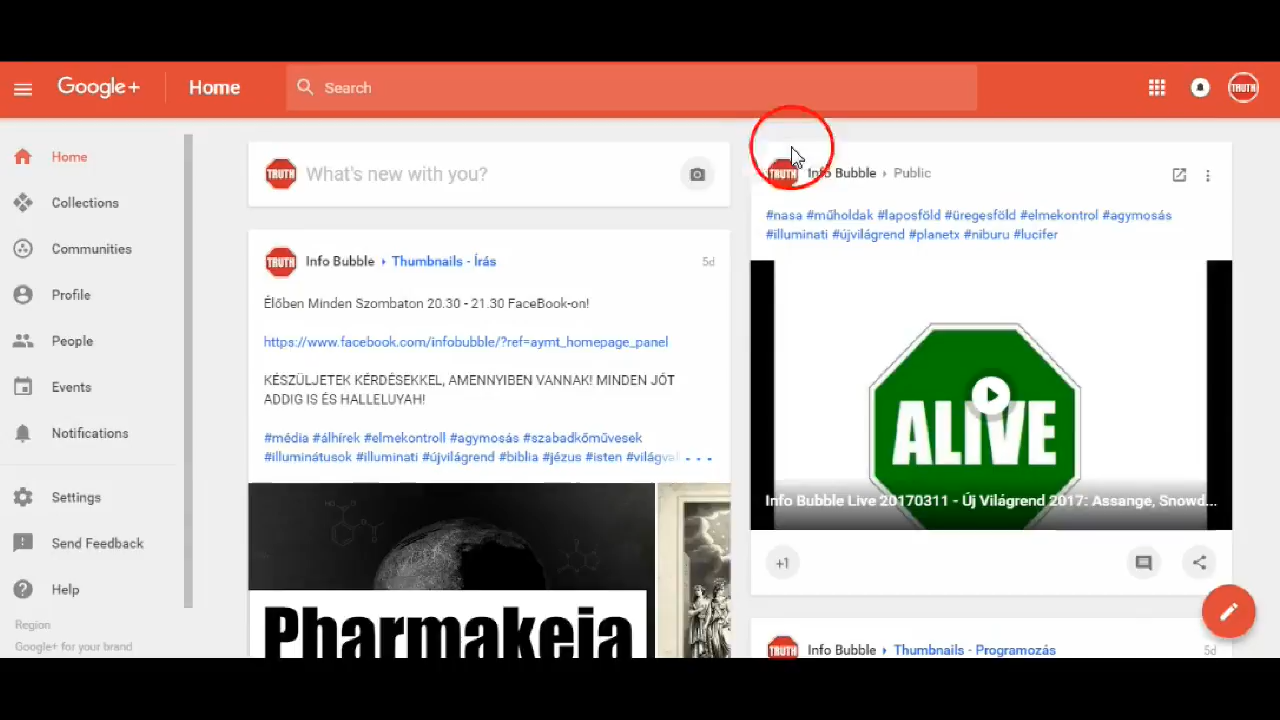 Google+
Home
Search
TRUTH
Home
Collections
Communities
Profile
People
Events
Notifications
Settings
Send Feedback
Help
Region
Google+ for your brand
TRUTH
What's new with you?
TRUTH
Info Bubble
Thumbnails - Írás
5d
Élőben Minden Szombaton 20.30 - 21.30 FaceBook-on!
https://www.facebook.com/infobubble/?ref=aymt_homepage_panel
KÉSZÜLJETEK KÉRDÉSEKKEL, AMENNYIBEN VANNAK! MINDEN JÓT
ADDIG IS ÉS HALLELUYAH!
#média #álhírek #elmekontroll #agymosás #szabadkőművesek
#illuminátusok #illuminati #újvilágrend #biblia #jézus #isten #világval
Pharmakeia
TRUTH
Info Bubble
Public
#nasa #műholdak #laposföld #üregesföld #elmekontrol #agymosás
#illuminati #újvilágrend #planetx #niburu #lucifer
ALIVE
Info Bubble Live 20170311 - Új Világrend 2017: Assange, Snowd...
+1
TRUTH
Info Bubble
Thumbnails - Programozás
5d